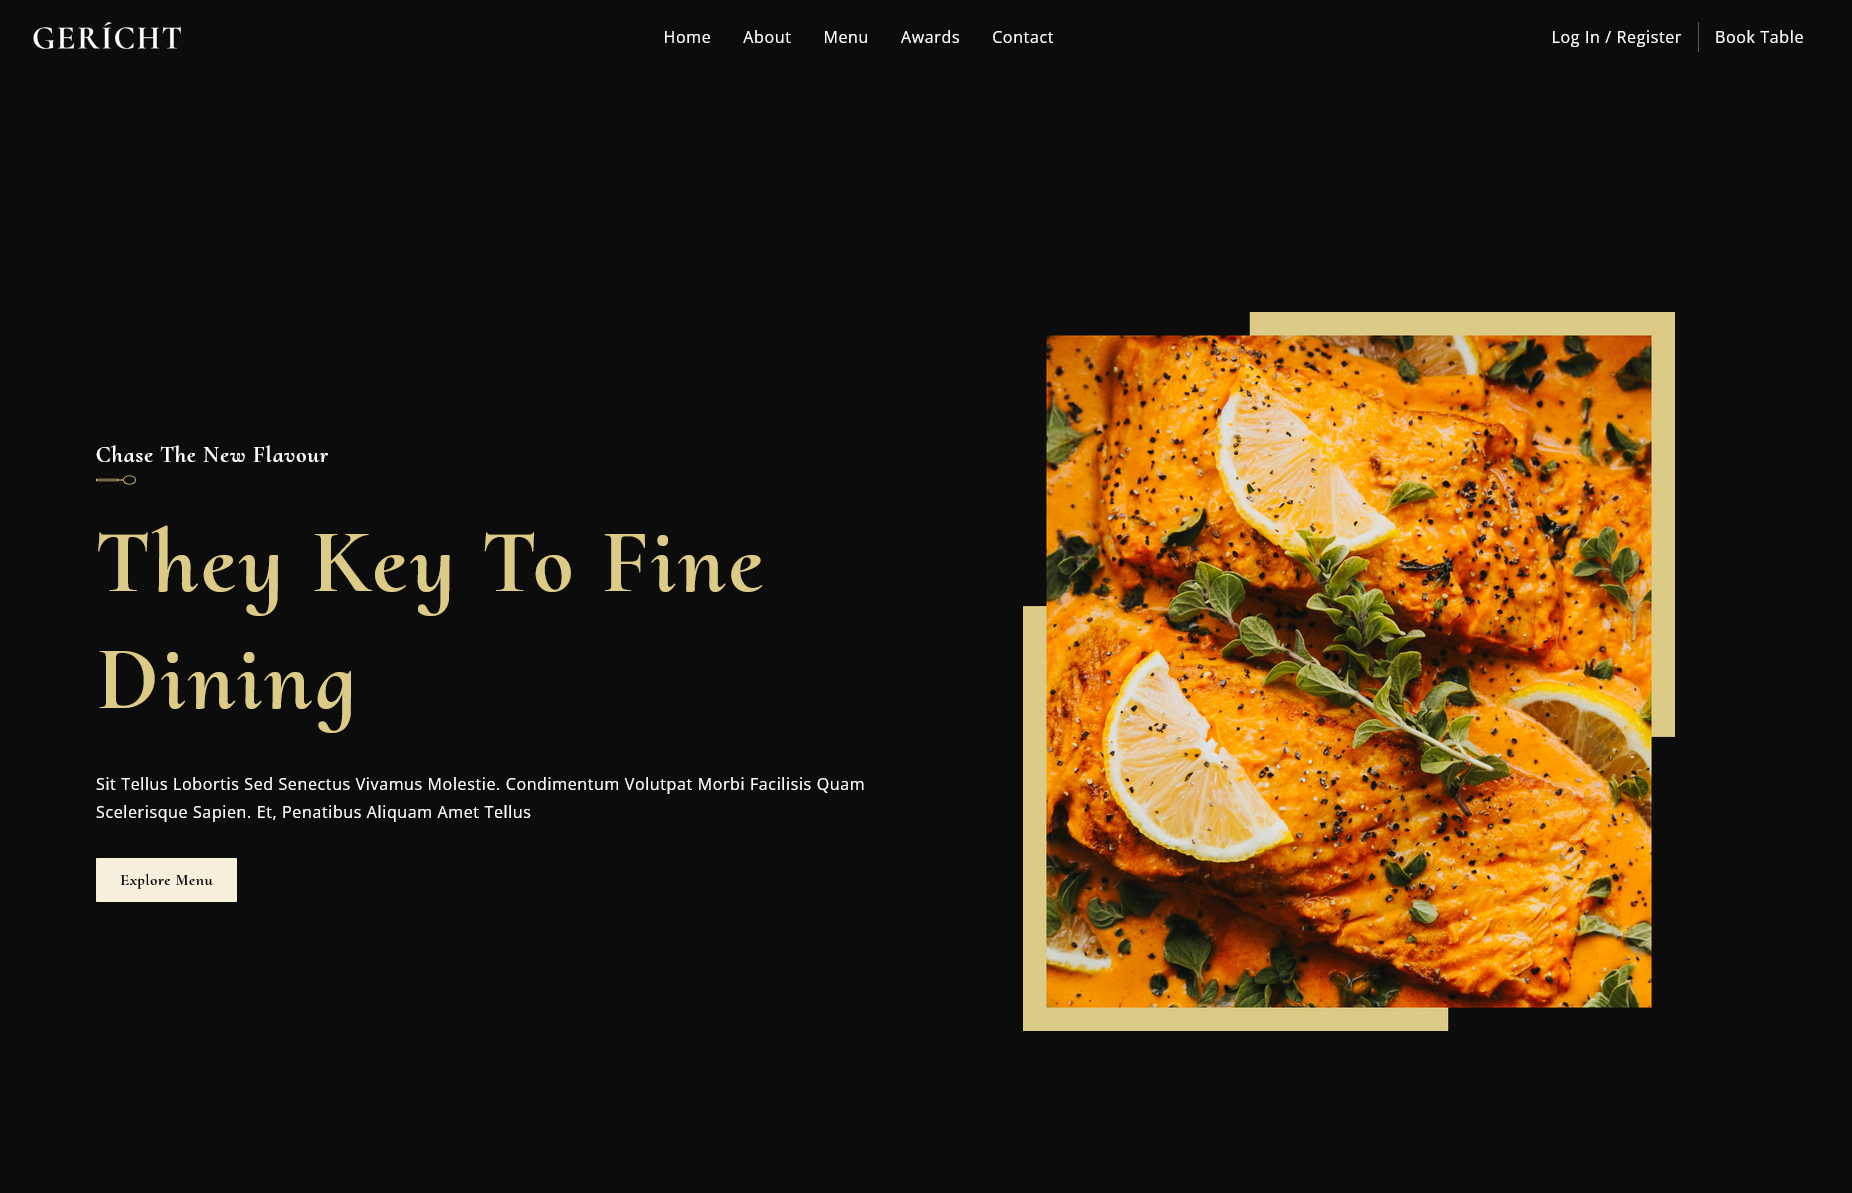 GERÍCHT
Home About Menu Awards Contact
Log In / Register Book Table
Chase The New Flavour
They Key To Fine
Dining
Sit Tellus Lobortis Sed Senectus Vivamus Molestie. Condimentum Volutpat Morbi Facilisis Quam
Scelerisque Sapien. Et, Penatibus Aliquam Amet Tellus
Explore Menu